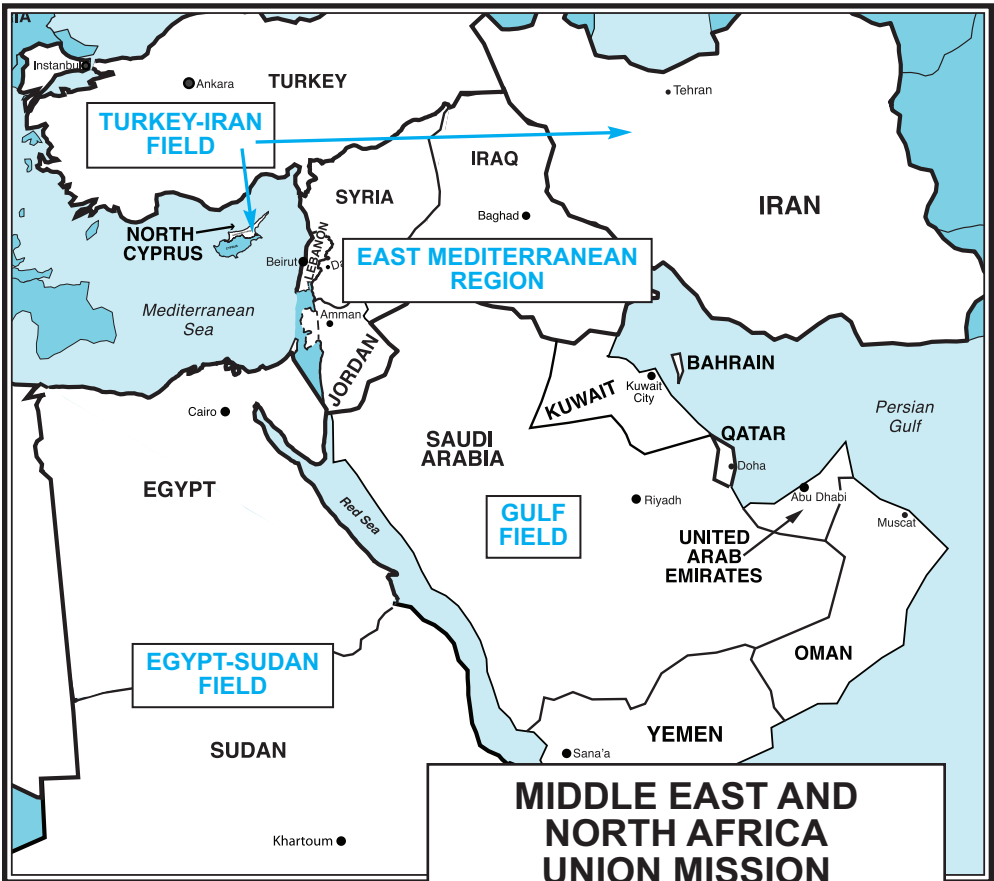 IA
Instanbul
Ankara
TURKEY
Tehran
TURKEY-IRAN
FIELD
IRAQ
SYRIA
Baghad
IRAN
NORTH
CYPRUS
LEBANON
Beirut
Da
EAST MEDITERRANEAN
REGION
Mediterranean
Sea
Amman
JORDAN
BAHRAIN
KUWAIT
Kuwait
City
Cairo
Persian
Gulf
SAUDI
ARABIA
QATAR
Doha
EGYPT
Red Sea
Riyadh
Abu Dhabi
GULF
FIELD
Muscat
UNITED
ARAB
EMIRATES
EGYPT-SUDAN
FIELD
OMAN
SUDAN
YEMEN
Sana'a
MIDDLE EAST AND
NORTH AFRICA
UNION MISSION
Khartoum